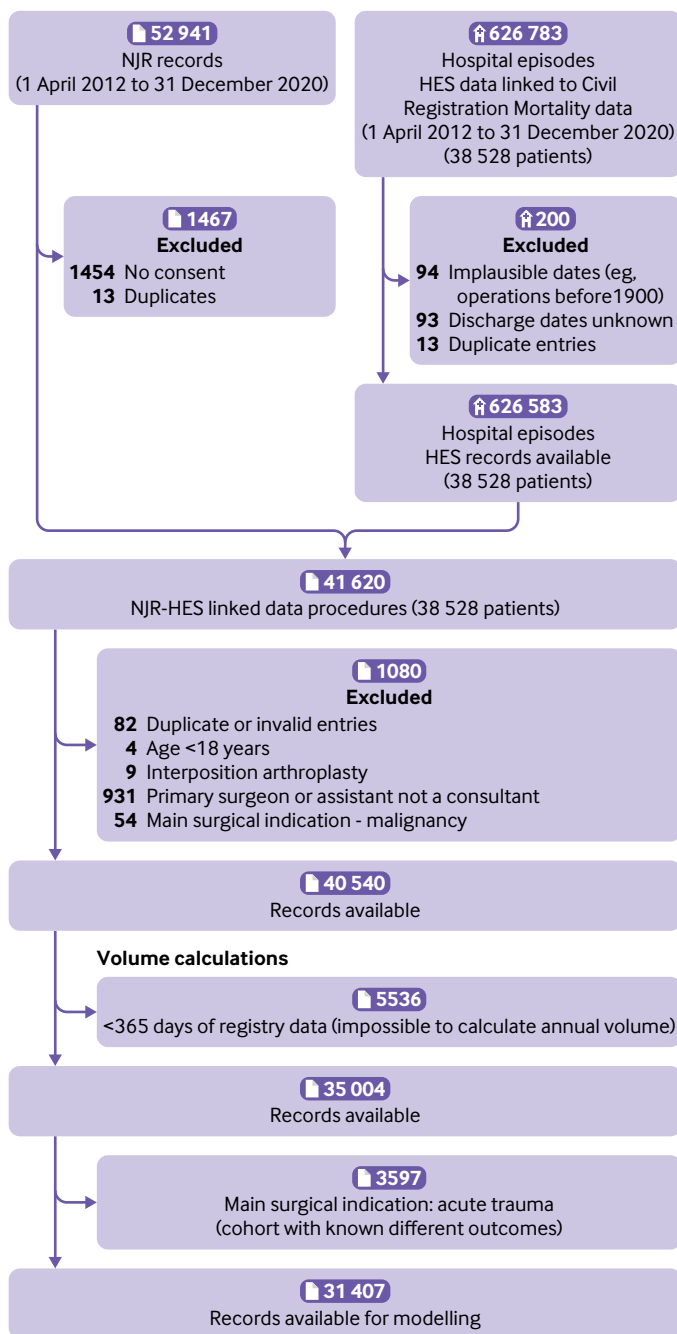 52 941
NJR records
(1 April 2012 to 31 December 2020)
626 783
Hospital episodes
HES data linked to Civil
Registration Mortality data
(1 April 2012 to 31 December 2020)
(38 528 patients)
1467
Excluded
1454 No consent
13 Duplicates
200
Excluded
94 Implausible dates (eg,
operations before1900)
93 Discharge dates unknown
13 Duplicate entries
626 583
Hospital episodes
HES records available
(38 528 patients)
41 620
NJR-HES linked data procedures (38 528 patients)
1080
Excluded
82 Duplicate or invalid entries
4 Age <18 years
9 Interposition arthroplasty
931 Primary surgeon or assistant not a consultant
54 Main surgical indication - malignancy
40 540
Records available
Volume calculations
5536
<365 days of registry data (impossible to calculate annual volume)
35 004
Records available
3597
Main surgical indication: acute trauma
(cohort with known different outcomes)
31 407
Records available for modelling